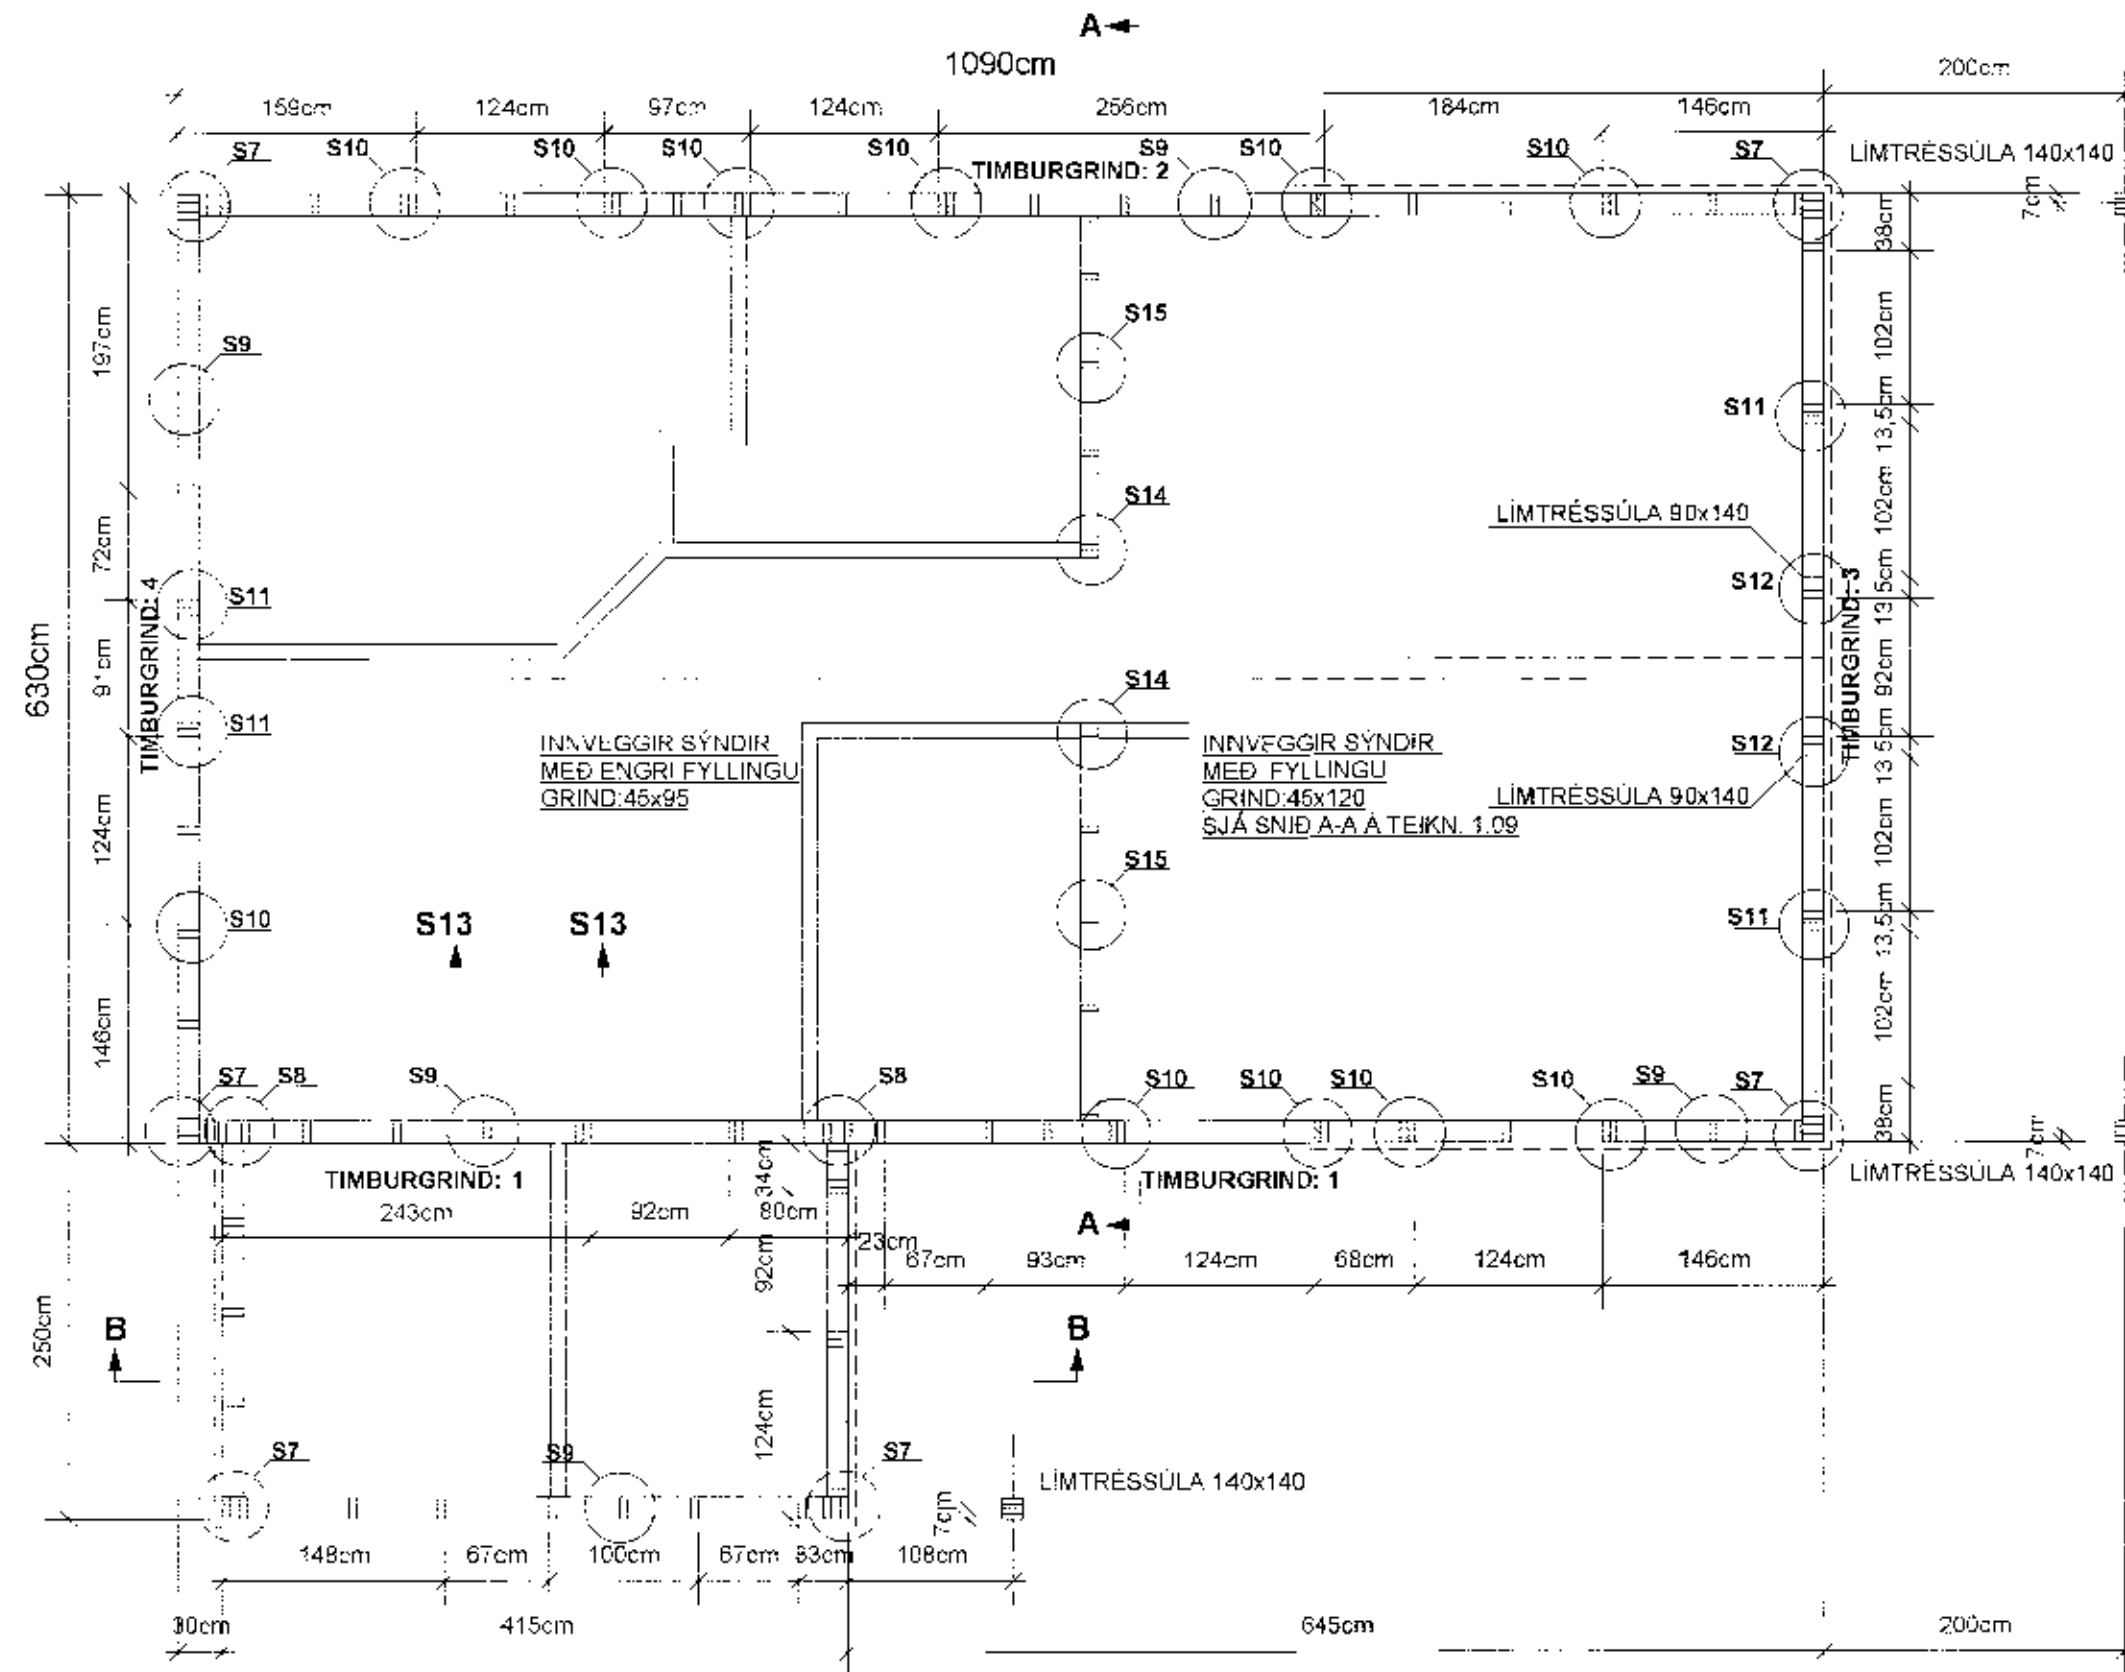 A
1090cm
200cm
159cm
124cm
97cm
124cm
256cm
184cm
146cm
S7
S10
S10
S10
S10
TIMBURGRIND: 2
S9
S10
S10
S7
LÍMTRÉSSÚLA 140x140
7cm
38cm
197cm
S9
S15
102cm
S11
13,5cm
S14
LÍMTRÉSSÚLA 90x140
102cm
72cm
S11
TIMBURGRIND: 4
S12
13,5cm
TIMBURGRIND: 3
630cm
91cm
S14
92cm
S11
INNVEGGIR SÝNDIR
MEÐ ENGRI FYLLINGU
GRIND:45x95
INNVEGGIR SÝNDIR
MEÐ FYLLINGU
GRIND:45x120
SJÁ SNIÐ A-A Á TEIKN. 1.09
S12
13,5cm
LÍMTRÉSSÚLA 90x140
124cm
102cm
S15
S10
S13
S13
S11
13,5cm
146cm
102cm
S7
S8
S9
S8
S10
S10
S10
S10
S9
S7
38cm
7cm
TIMBURGRIND: 1
34cm
TIMBURGRIND: 1
LÍMTRÉSSÚLA 140x140
243cm
92cm
80cm
A
23cm
92cm
67cm
93cm
124cm
68cm
124cm
146cm
250cm
B
B
124cm
S7
S9
S7
LÍMTRÉSSÚLA 140x140
7cm
148cm
67cm
100cm
67cm
33cm
108cm
30cm
415cm
645cm
200cm